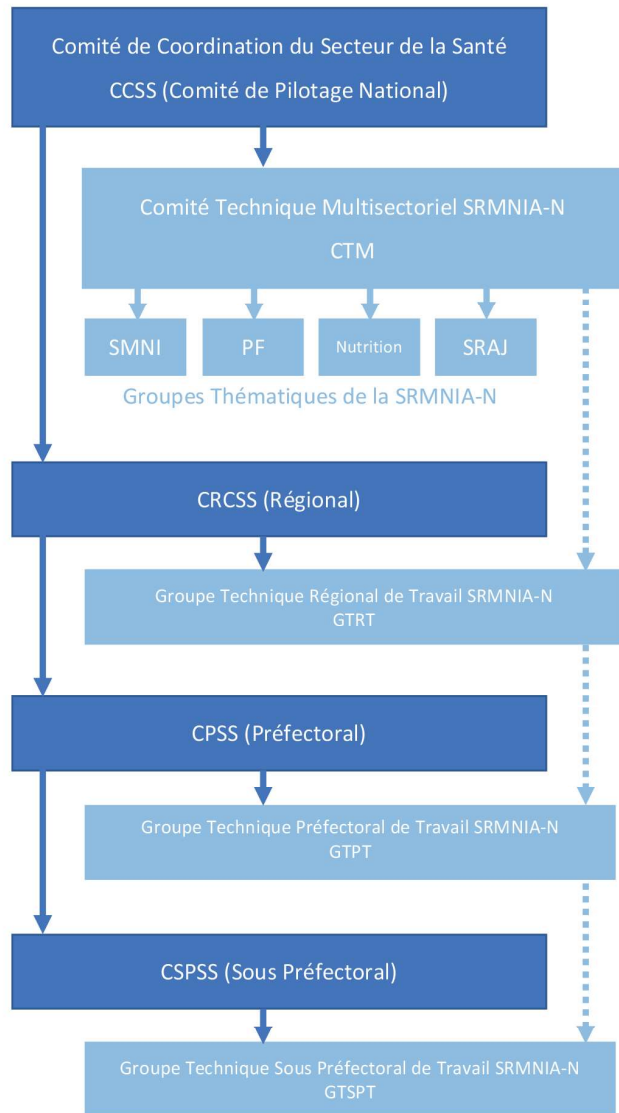 Comité de Coordination du Secteur de la Santé
CCSS (Comité de Pilotage National)
Comité Technique Multisectoriel SRMNIA-N
CTM
SMNI
PF
Nutrition
SRAJ
Groupes Thématiques de la SRMNIA-N
CRCSS (Régional)
Groupe Technique Régional de Travail SRMNIA-N
GTRT
CPSS (Préfectoral)
Groupe Technique Préfectoral de Travail SRMNIA-N
GTPT
CSPSS (Sous Préfectoral)
Groupe Technique Sous Préfectoral de Travail SRMNIA-N
GTSPT